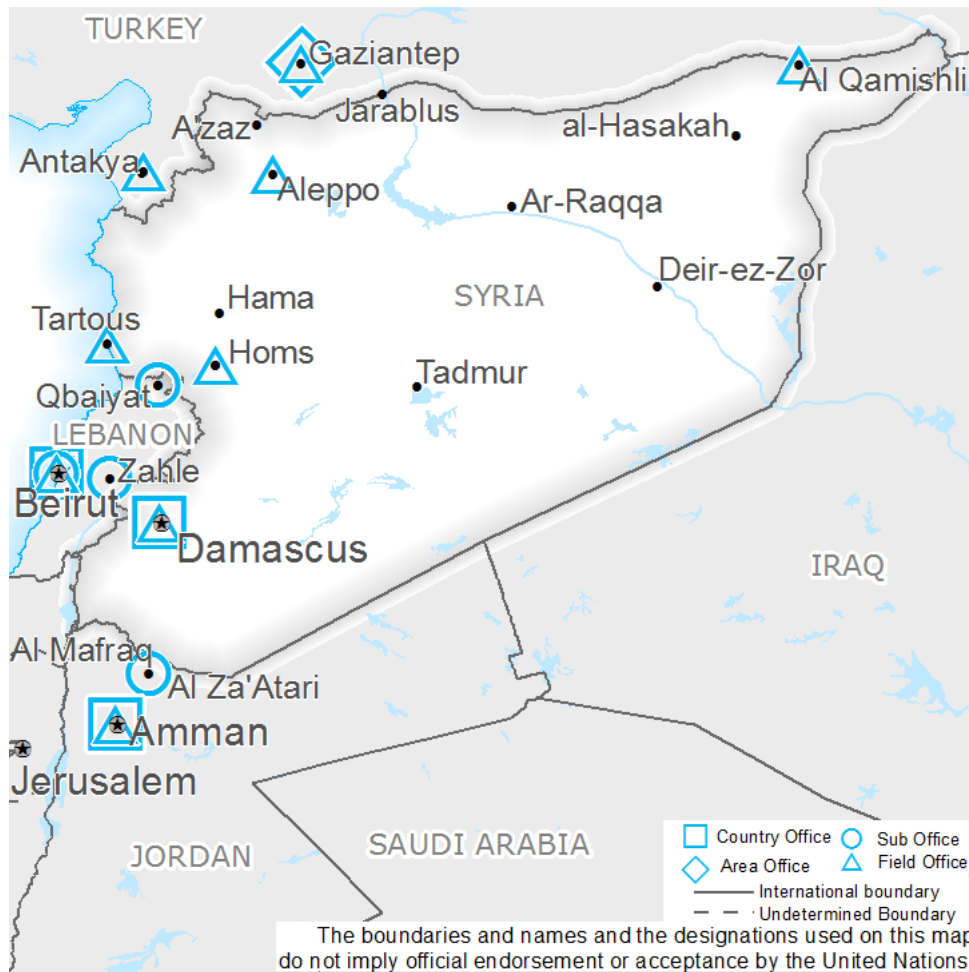 TURKEY
Gaziantep
Al Qamishli
Jarablus
A'zaz
al-Hasakah
Antakya
Aleppo
Ar-Raqqa
Deir-ez-Zor
SYRIA
Hama
Tartous
Homs
Tadmur
Qbaiyat
LEBANON
Zahle
Beirut
Damascus
IRAQ
Al Mafraq
Al Za'Atari
Amman
Jerusalem
JORDAN
SAUDI ARABIA
Country Office
Sub Office
Area Office
Field Office
International boundary
Undetermined Boundary
The boundaries and names and the designations used on this map
do not imply official endorsement or acceptance by the United Nations